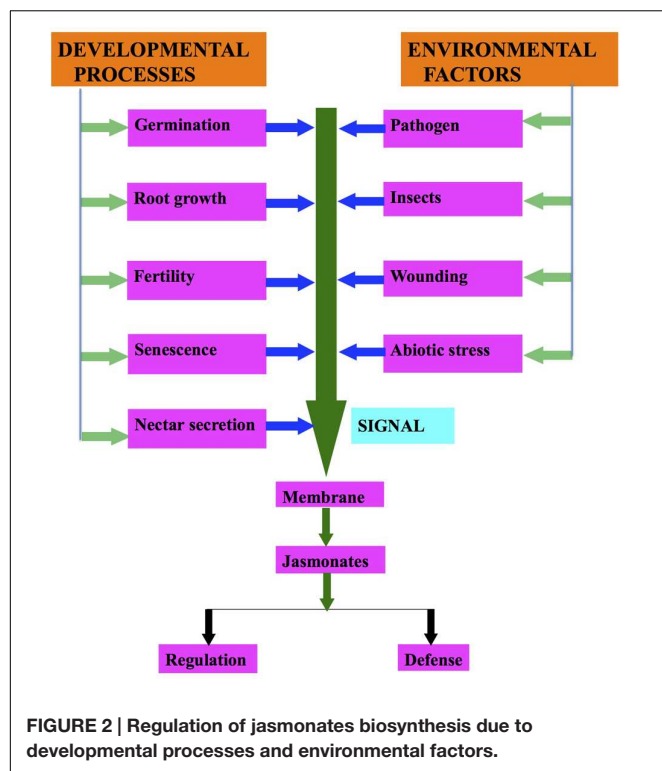 DEVELOPMENTAL
PROCESSES
ENVIRONMENTAL
FACTORS
Germination
Pathogen
Root growth
Insects
Fertility
Wounding
Senescence
Abiotic stress
Nectar secretion
SIGNAL
Membrane
Jasmonates
Regulation
Defense
FIGURE 2 | Regulation of jasmonates biosynthesis due to
developmental processes and environmental factors.